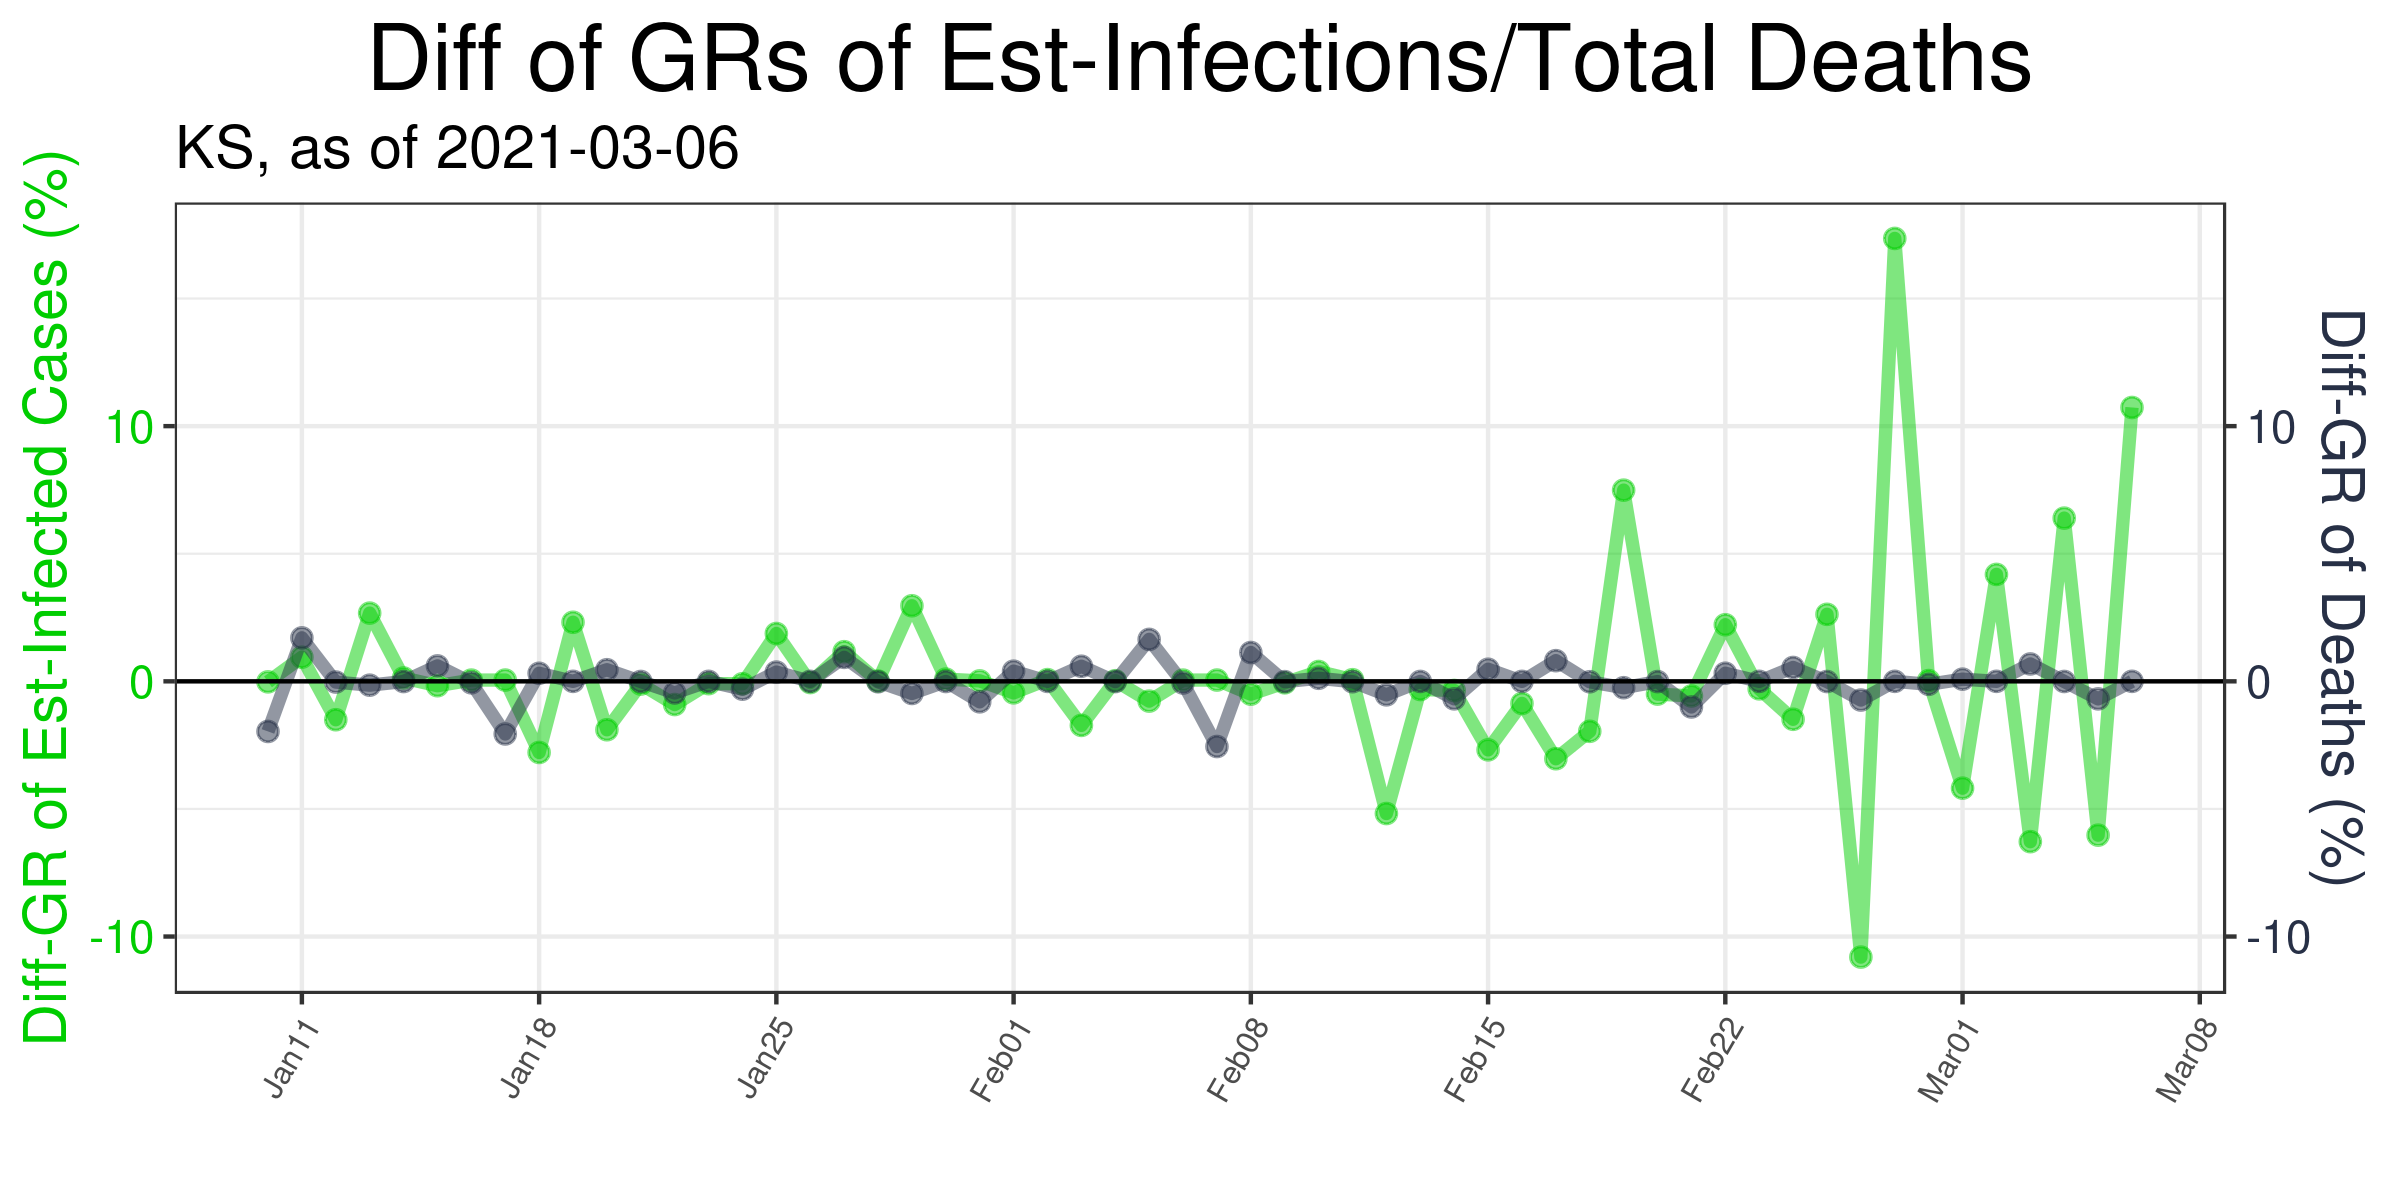 Diff of GRs of Est-Infections/Total Deaths
KS, as of 2021-03-06
Diff-GR of Est-Infected Cases (%)
10
0
-10
10
0
-10
Diff-GR of Deaths (%)
Jan11
Jan18
Jan25
Feb01
Feb08
Feb15
Feb22
Mar01
Mar08